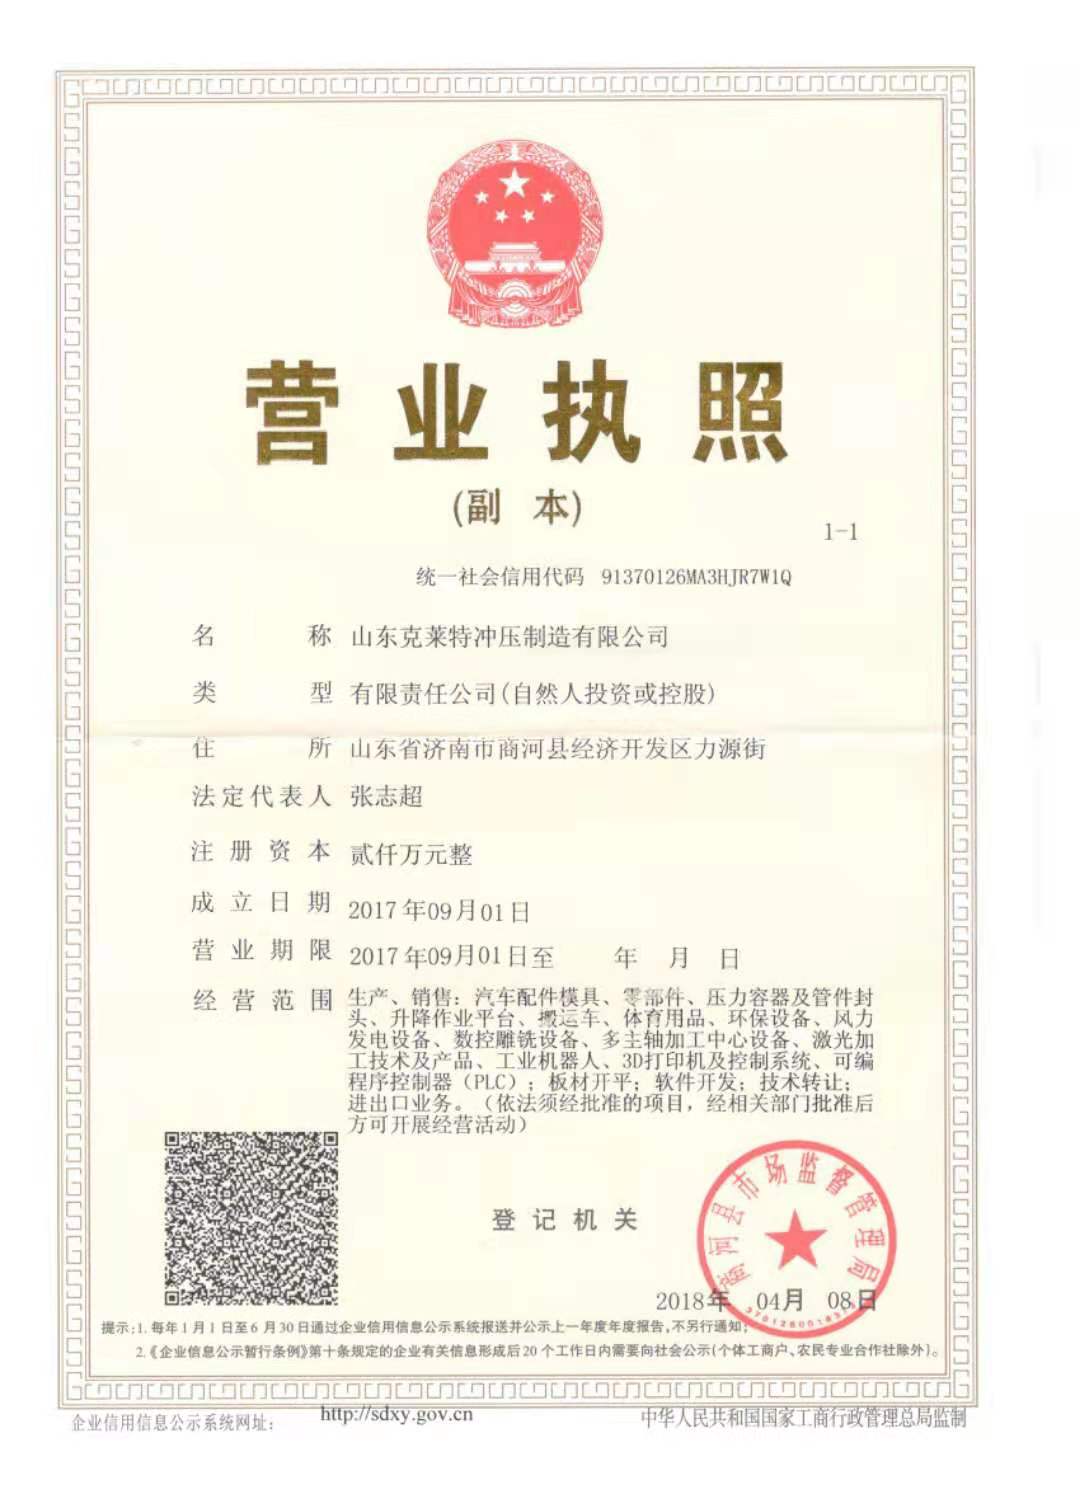 营业执照
(副 本)
1-1
统一社会信用代码 91370126MA3HJR7W1Q
名 称 山东克莱特冲压制造有限公司
类 型 有限责任公司(自然人投资或控股)
住 所 山东省济南市商河县经济开发区力源街
法定代表人 张志超
注册资本 贰仟万元整
成立日期 2017年09月01日
营业期限 2017年09月01日至 年 月 日
经营范围 生产、销售：汽车配件模具、零部件、压力容器及管件封
头、升降作业平台、搬运车、体育用品、环保设备、风力
发电设备、数控雕铣设备、多主轴加工中心设备、激光加
工技术及产品、工业机器人、3D打印机及控制系统、可编
程序控制器（PLC）；板材开平；软件开发；技术转让；
进出口业务。（依法须经批准的项目，经相关部门批准后
方可开展经营活动）
商河县市场监督管理局
登记机关
2018年 04月 08日
提示:1.每年1月1日至6月30日通过企业信用信息公示系统报送并公示上一年度年度报告,不另行通知;
2.《企业信息公示暂行条例》第十条规定的企业有关信息形成后20个工作日内需要向社会公示(个体工商户、农民专业合作社除外)。
企业信用信息公示系统网址: http://sdxy.gov.cn 中华人民共和国国家工商行政管理总局监制